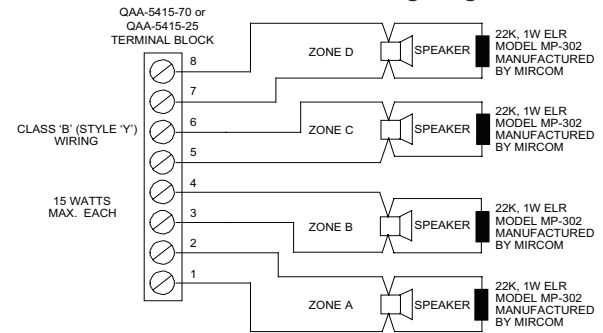 QAA-5415-70 or
QAA-5415-25
TERMINAL BLOCK
8
7
6
5
4
3
2
1
CLASS 'B' (STYLE 'Y')
WIRING
15 WATTS
MAX. EACH
ZONE D
SPEAKER
22K, 1W ELR
MODEL MP-302
MANUFACTURED
BY MIRCOM
ZONE C
SPEAKER
22K, 1W ELR
MODEL MP-302
MANUFACTURED
BY MIRCOM
ZONE B
SPEAKER
22K, 1W ELR
MODEL MP-302
MANUFACTURED
BY MIRCOM
ZONE A
SPEAKER
22K, 1W ELR
MODEL MP-302
MANUFACTURED
BY MIRCOM